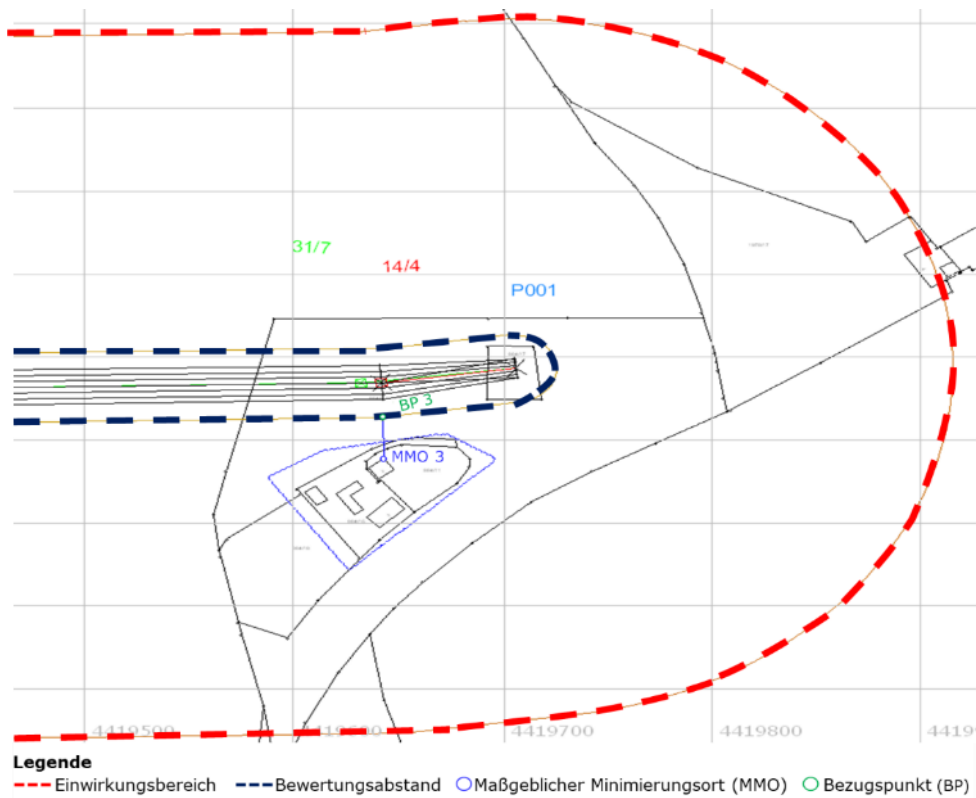 31/7
14/4
P001
BP 3
MMO 3
4419500
4419600
4419700
4419800
Legende
Einwirkungsbereich
Bewertungsabstand
Maßgeblicher Minimierungsort (MMO)
Bezugspunkt (BP)